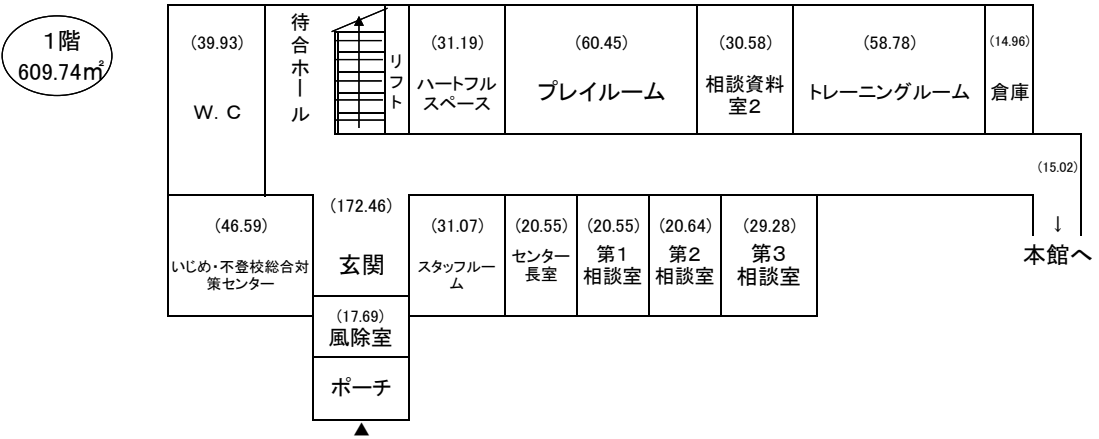 1階
609.74㎡
(39.93)
W.C
待合ホール
リフト
(31.19)
ハートフル
スペース
(60.45)
プレイルーム
(30.58)
相談資料
室2
(58.78)
トレーニングルーム
(14.96)
倉庫
(15.02)
↓
本館へ
(46.59)
いじめ・不登校総合対
策センター
(172.46)
玄関
(31.07)
スタッフルー
ム
(20.55)
センター
長室
(20.55)
第1
相談室
(20.64)
第2
相談室
(29.28)
第3
相談室
(17.69)
風除室
ポーチ
▲